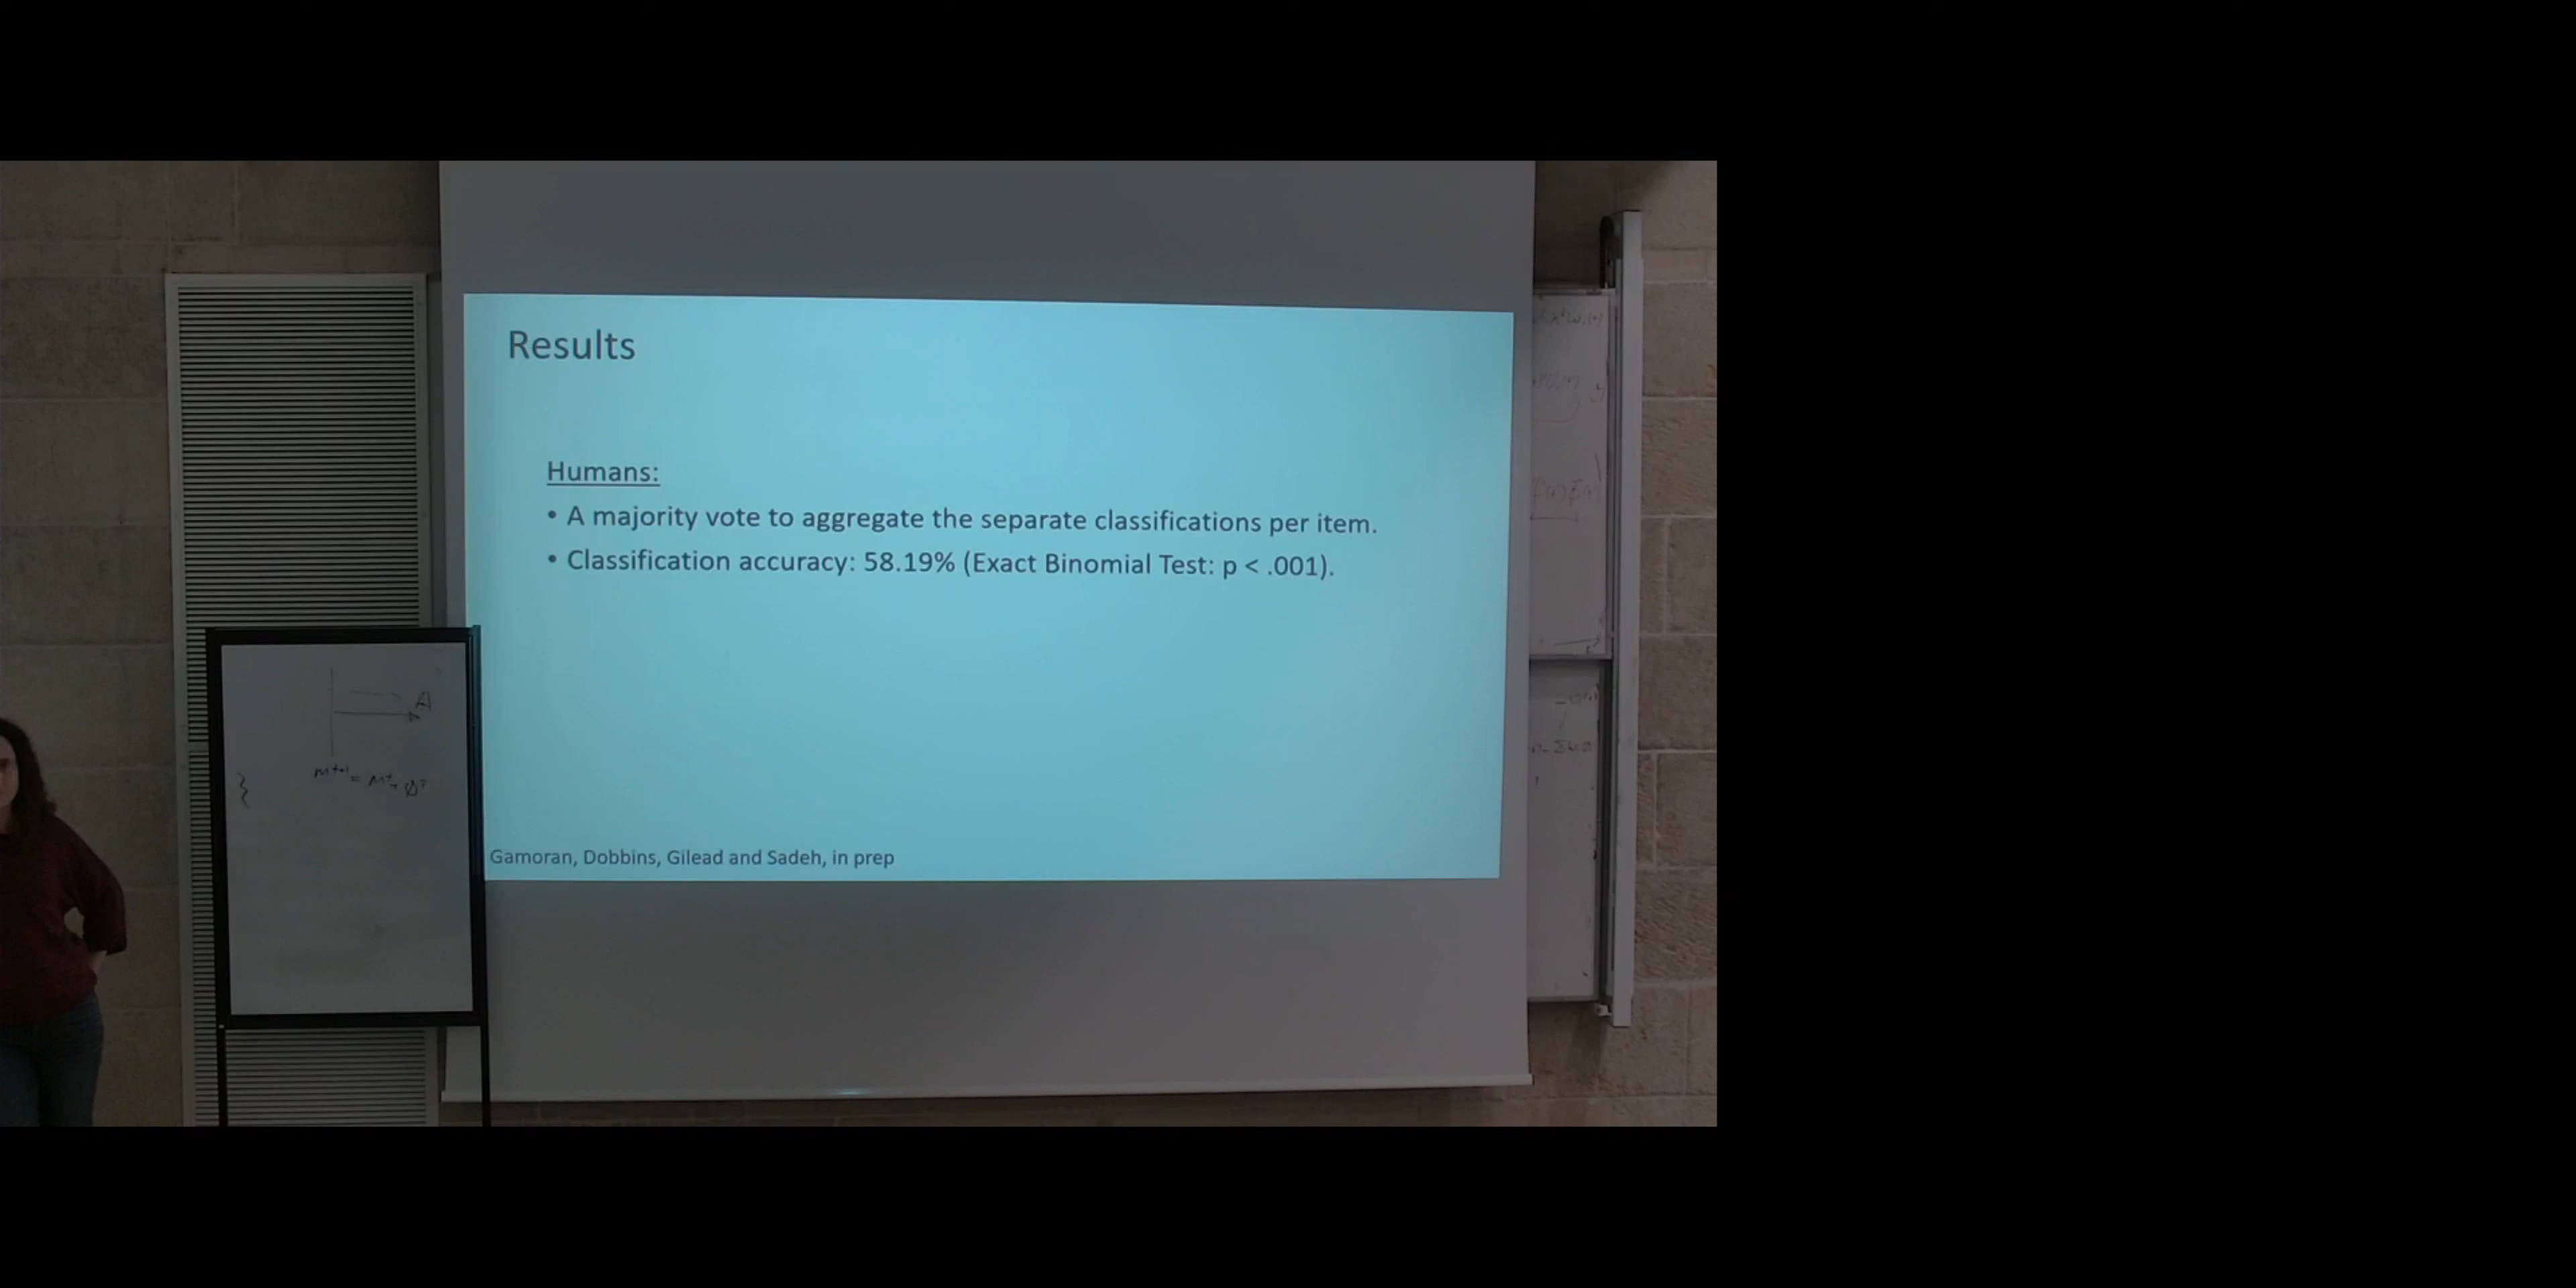 Results
Humans:
• A majority vote to aggregate the separate classifications per item.
• Classification accuracy: 58.19% (Exact Binomial Test: p < .001).
Gamoran, Dobbins, Gilead and Sadeh, in prep
A